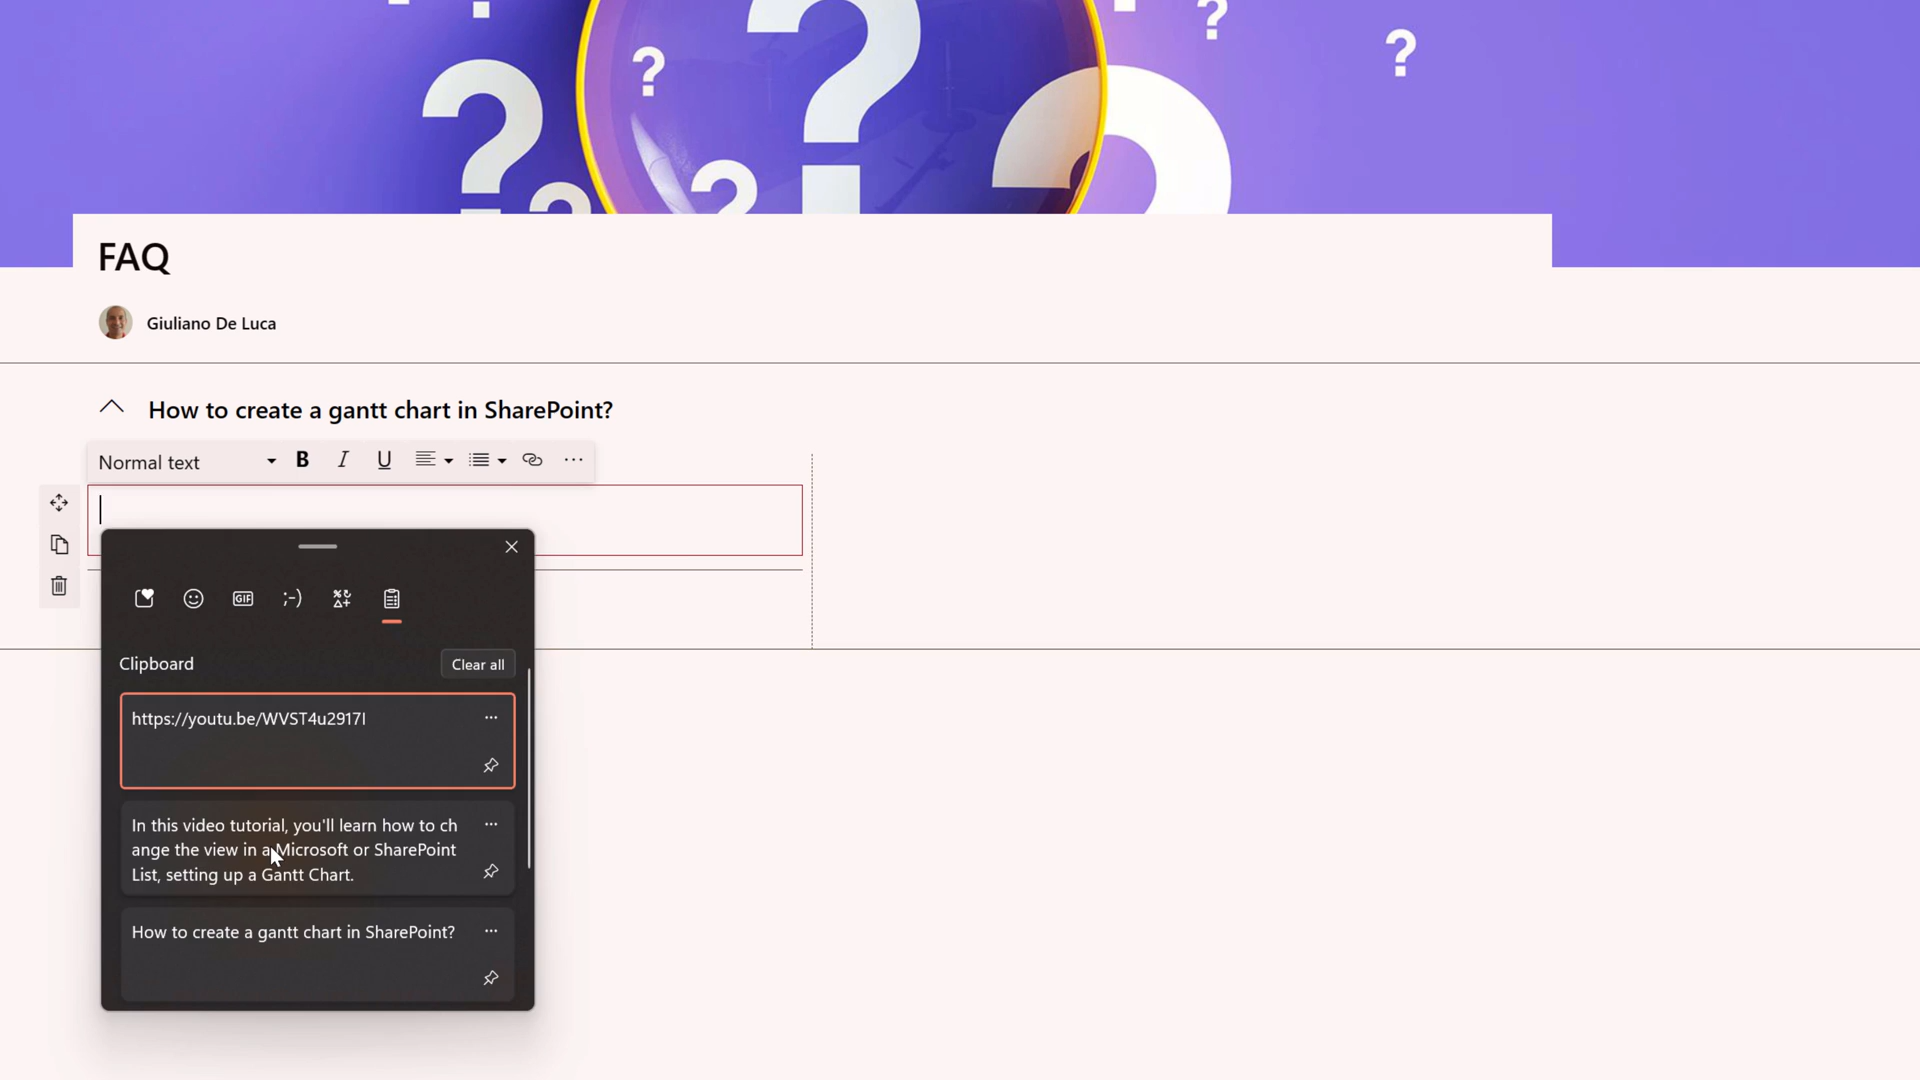 FAQ
Giuliano De Luca
How to create a gantt chart in SharePoint?
Normal text
B I U
GIF
;-)
Clipboard
Clear all
https://youtu.be/WVST4u2917I
In this video tutorial, you'll learn how to ch
ange the view in a Microsoft or SharePoint
List, setting up a Gantt Chart.
How to create a gantt chart in SharePoint?